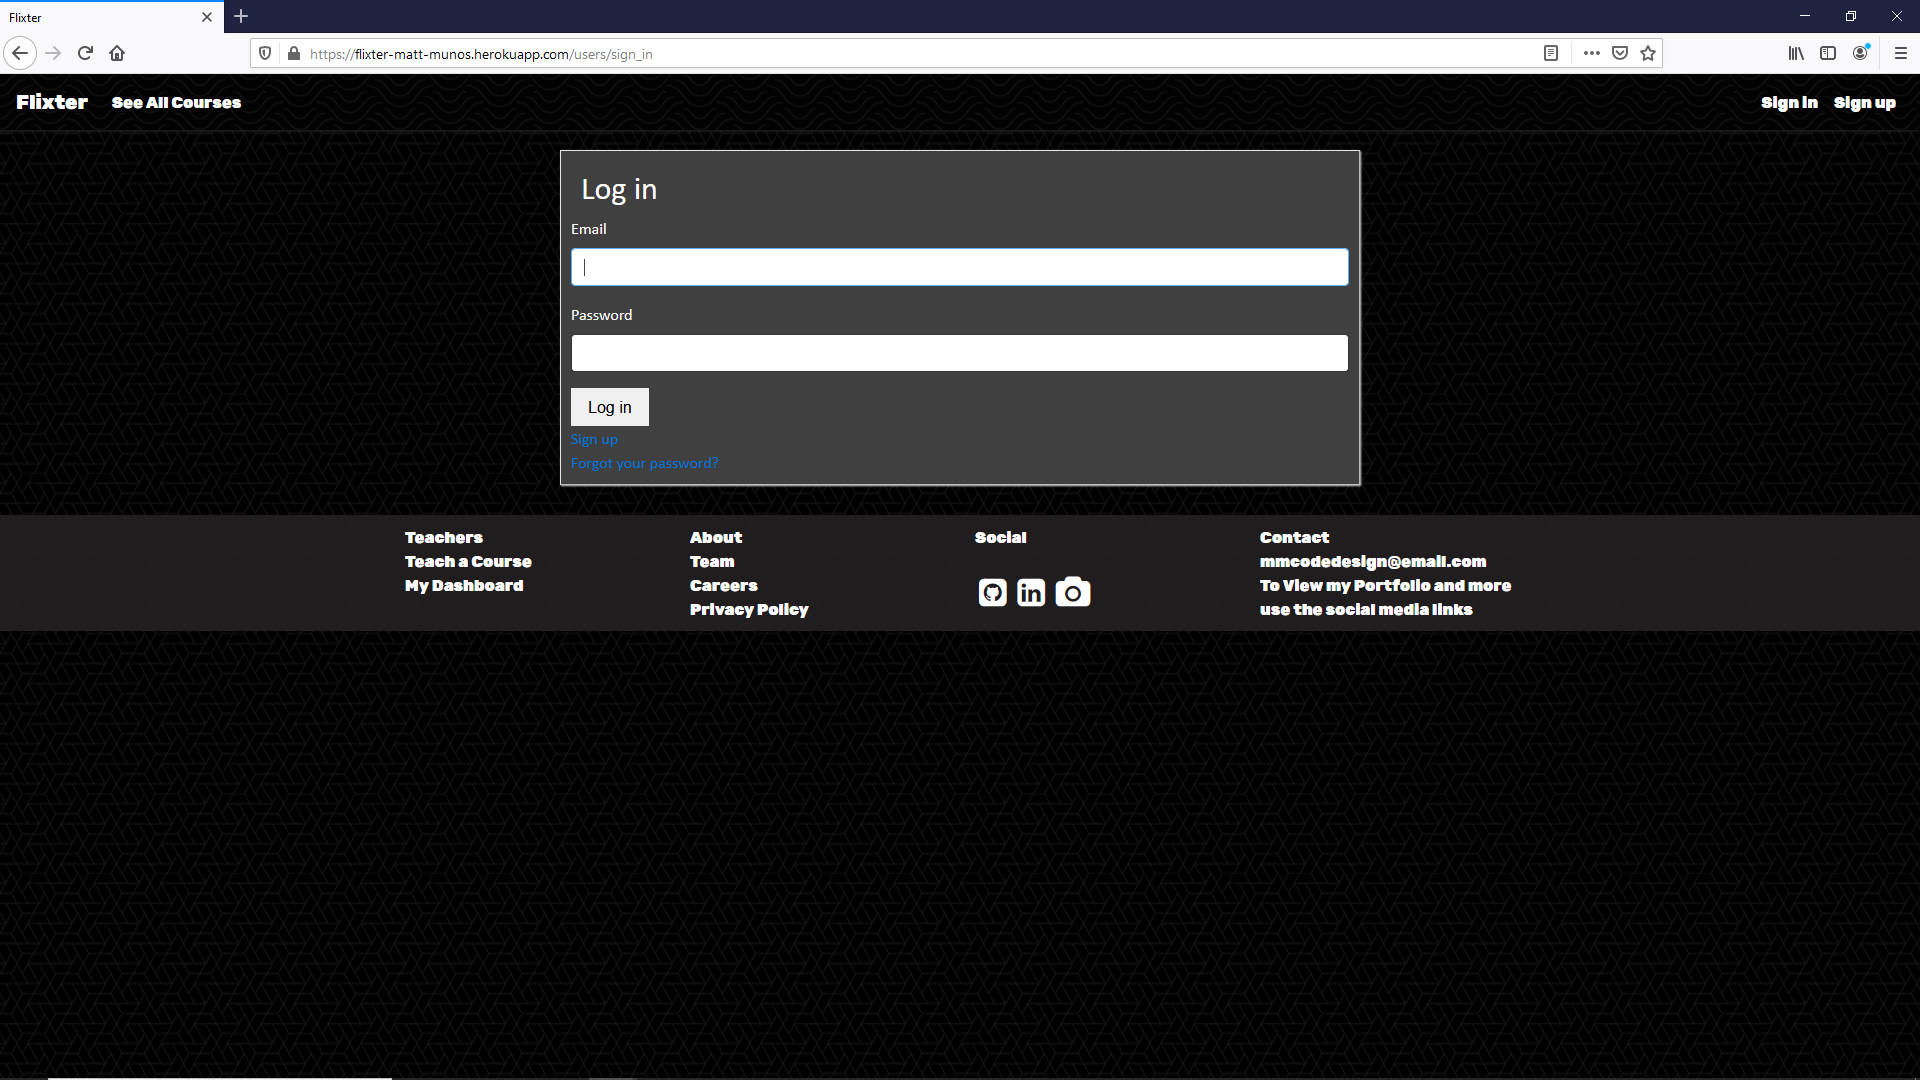 Flixter
https://flixter-matt-munos.herokuapp.com/users/sign_in
Flixter See All Courses Sign in Sign up
Log in
Email
Password
Log in
Sign up
Forgot your password?
Teachers
Teach a Course
My Dashboard
About
Team
Careers
Privacy Policy
Social
in
Contact
mmcodedesign@email.com
To View my Portfolio and more
use the social media links